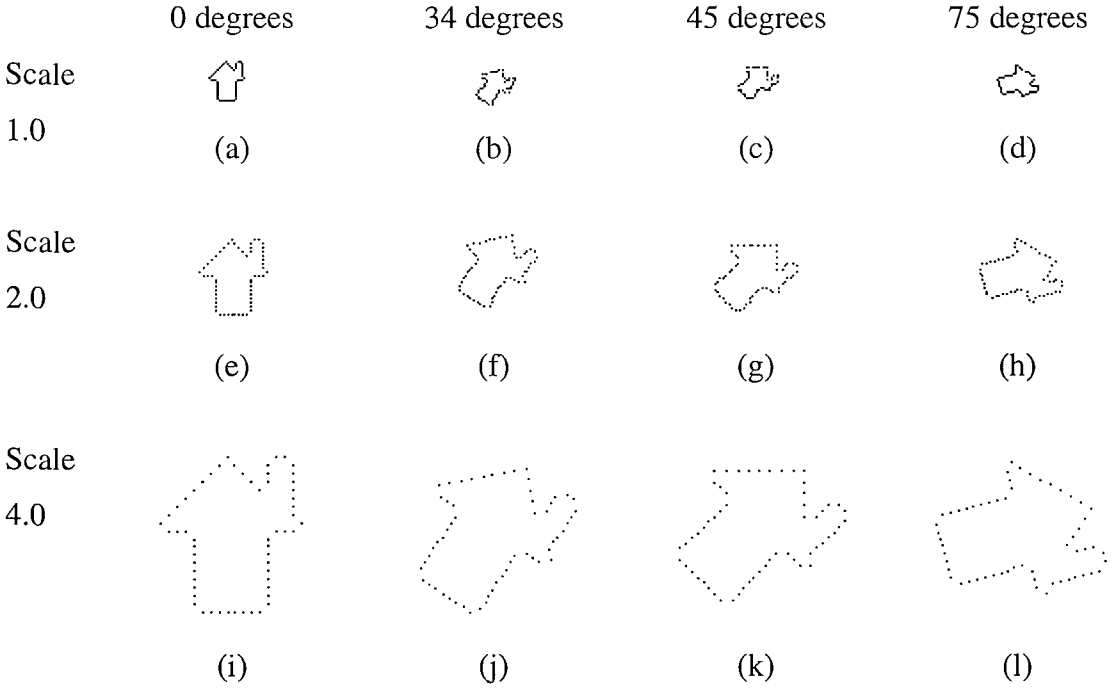 0 degrees 34 degrees 45 degrees 75 degrees
Scale
1.0
(a) (b) (c) (d)
Scale
2.0
(e) (f) (g) (h)
Scale
4.0
(i) (j) (k) (l)